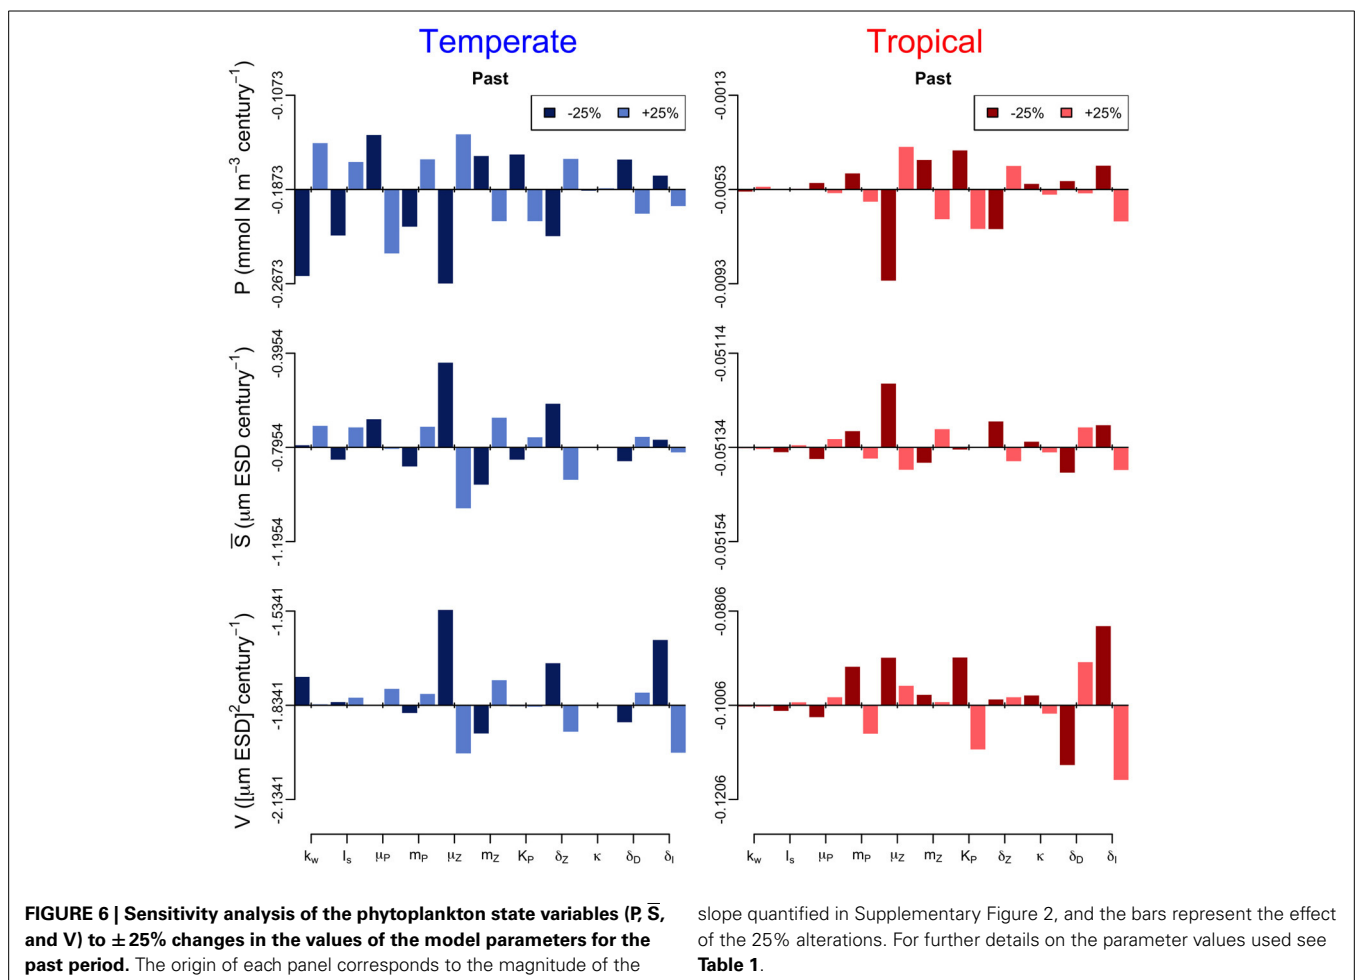 Temperate
Tropical
Past
-25% +25%
P (mmol N m⁻³ century⁻¹)
-0.1073
-0.1873
-0.2673
Past
-25% +25%
-0.0013
-0.0053
-0.0093
S̅ (μm ESD century⁻¹)
-0.3954
-0.7954
-1.1954
-0.05114
-0.05134
-0.05154
V ([μm ESD]² century⁻¹)
-1.5341
-1.8341
-2.1341
-0.0806
-0.1006
-0.1206
k_w I_s μ_P m_P μ_Z m_Z K_P δ_Z κ δ_D δ_I
k_w I_s μ_P m_P μ_Z m_Z K_P δ_Z κ δ_D δ_I
FIGURE 6 | Sensitivity analysis of the phytoplankton state variables (P, S̅,
and V) to ±25% changes in the values of the model parameters for the
past period. The origin of each panel corresponds to the magnitude of the
slope quantified in Supplementary Figure 2, and the bars represent the effect
of the 25% alterations. For further details on the parameter values used see
Table 1.